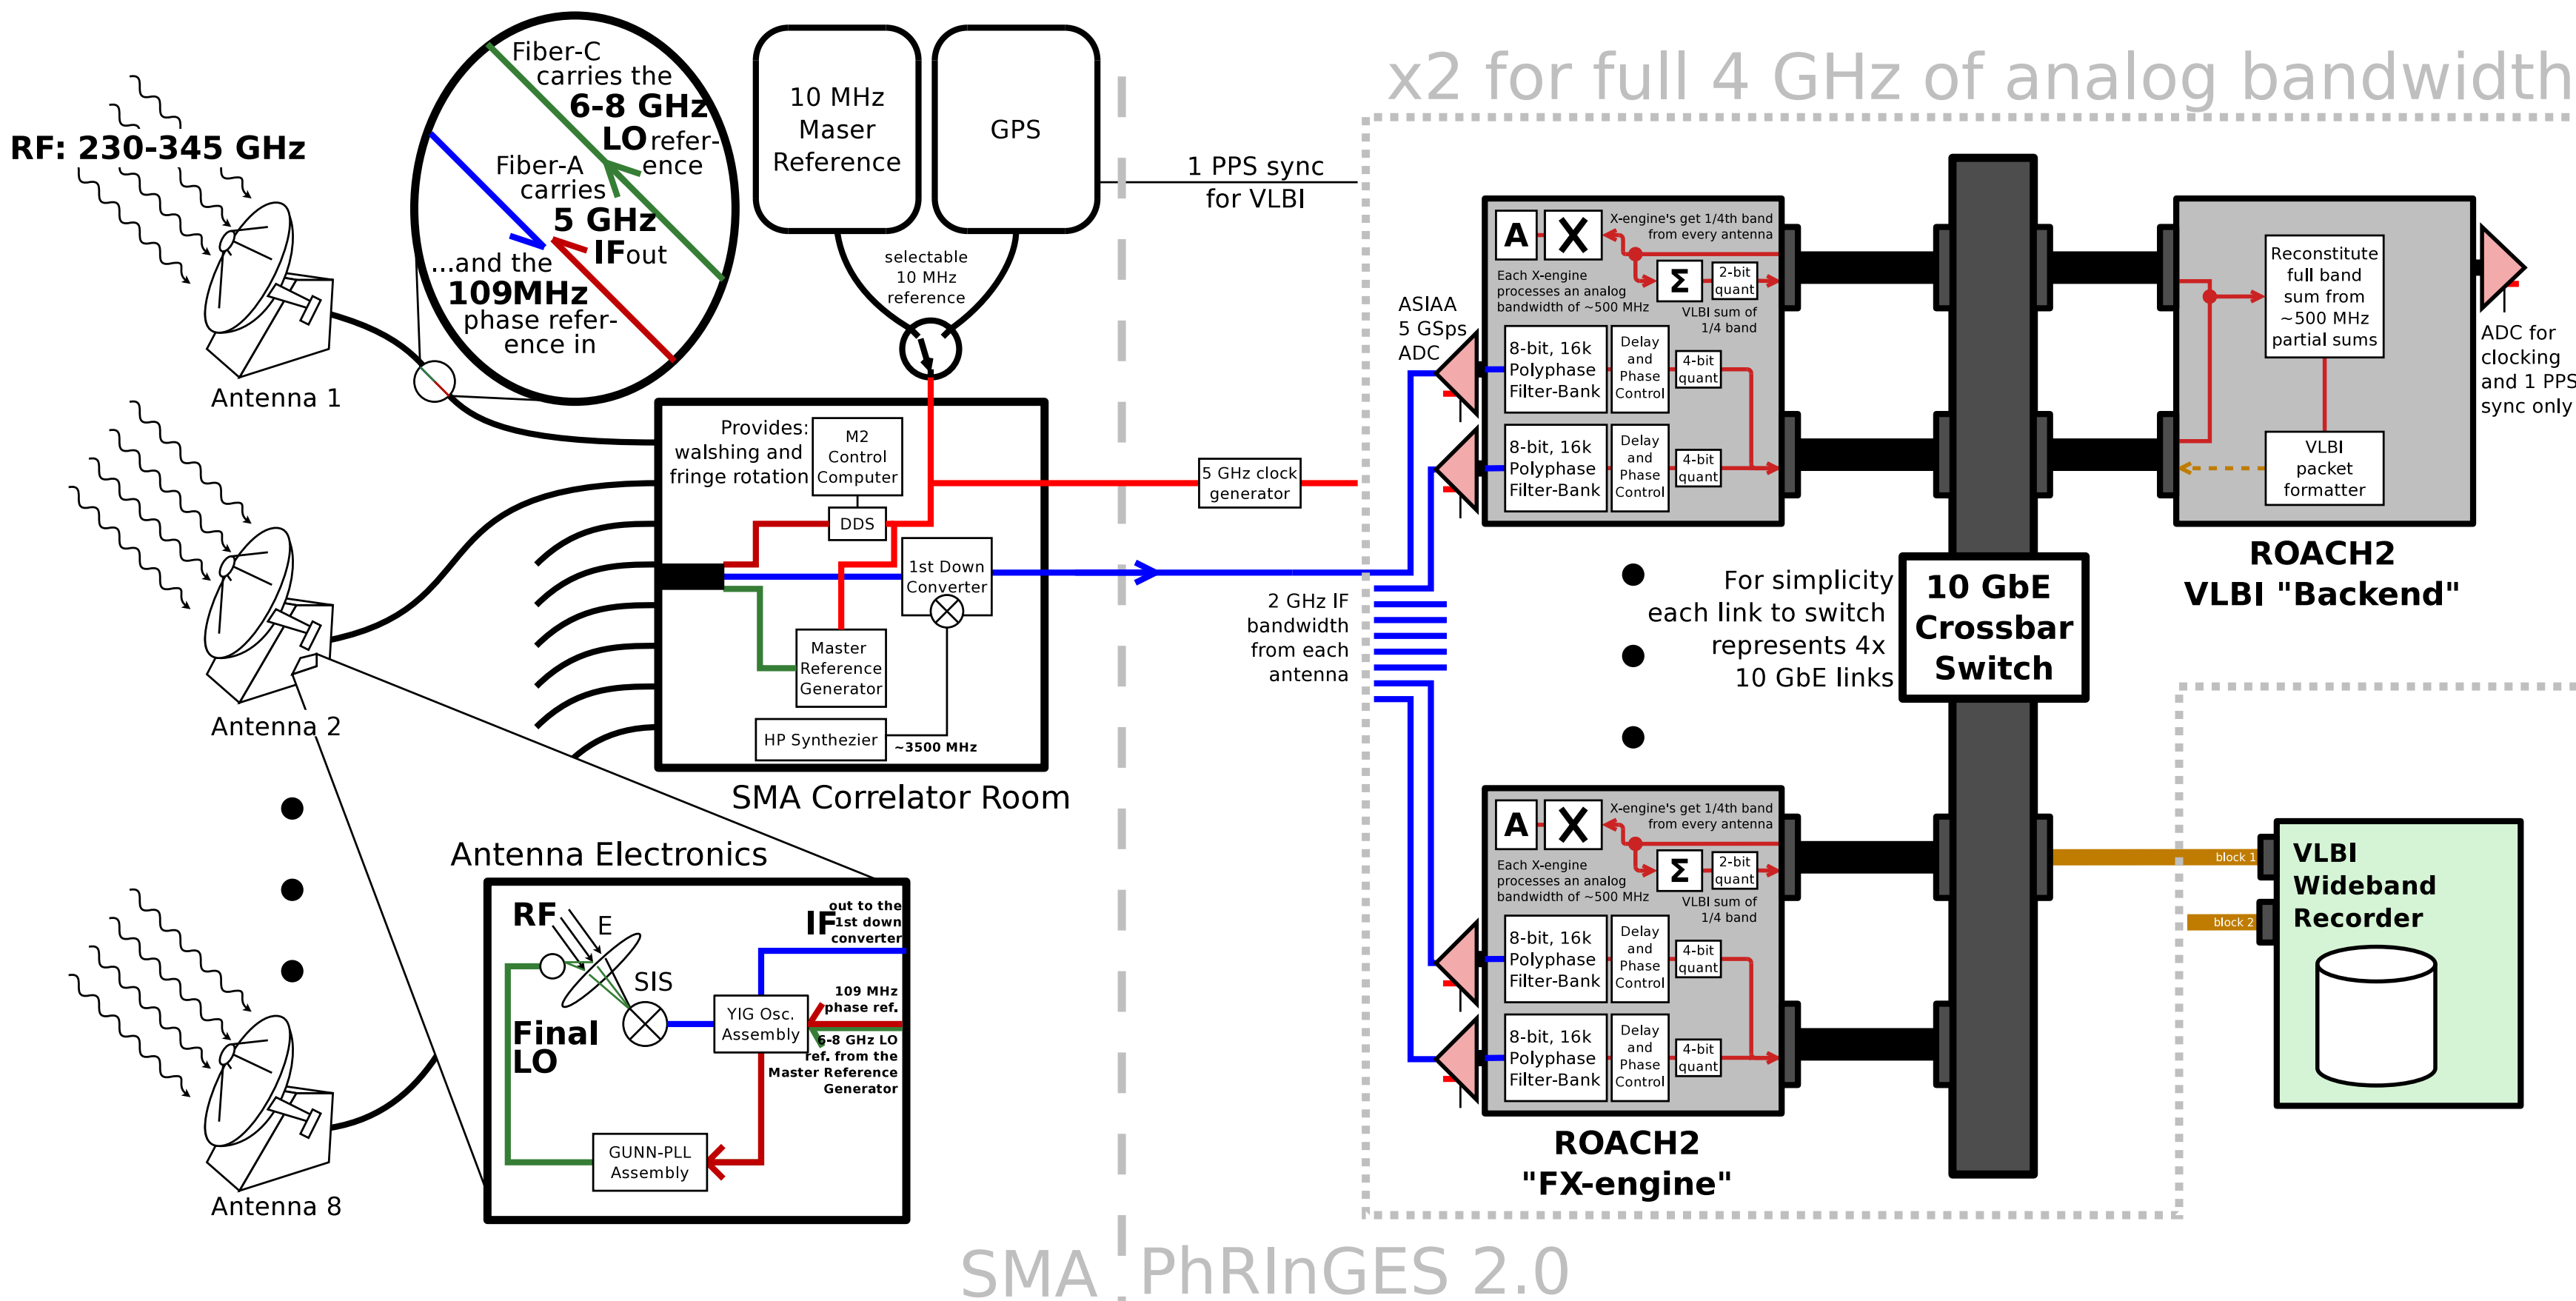 x2 for full 4 GHz of analog bandwidth
RF: 230-345 GHz
Antenna 1
Antenna 2
Antenna 8
Fiber-C
carries the
6-8 GHz
LO refer-
ence
Fiber-A
carries
5 GHz
IF out
...and the
109MHz
phase refer-
ence in
10 MHz
Maser
Reference
GPS
selectable
10 MHz
reference
1 PPS sync
for VLBI
Provides:
walshing and
fringe rotation
M2
Control
Computer
DDS
1st Down
Converter
Master
Reference
Generator
HP Synthezier
~3500 MHz
SMA Correlator Room
5 GHz clock
generator
2 GHz IF
bandwidth
from each
antenna
Antenna Electronics
RF
E
SIS
IF
out to the
1st down
converter
109 MHz
phase ref.
YIG Osc.
Assembly
6-8 GHz LO
ref. from the
Master Reference
Generator
Final
LO
GUNN-PLL
Assembly
ASIAA
5 GSps
ADC
A
X
X-engine's get 1/4th band
from every antenna
Each X-engine
processes an analog
bandwidth of ~500 MHz
Σ
2-bit
quant
VLBI sum of
1/4 band
8-bit, 16k
Polyphase
Filter-Bank
Delay
and
Phase
Control
4-bit
quant
8-bit, 16k
Polyphase
Filter-Bank
Delay
and
Phase
Control
4-bit
quant
For simplicity
each link to switch
represents 4x
10 GbE links
10 GbE
Crossbar
Switch
Reconstitute
full band
sum from
~500 MHz
partial sums
VLBI
packet
formatter
ADC for
clocking
and 1 PPS
sync only
ROACH2
VLBI "Backend"
A
X
X-engine's get 1/4th band
from every antenna
Each X-engine
processes an analog
bandwidth of ~500 MHz
Σ
2-bit
quant
VLBI sum of
1/4 band
8-bit, 16k
Polyphase
Filter-Bank
Delay
and
Phase
Control
4-bit
quant
8-bit, 16k
Polyphase
Filter-Bank
Delay
and
Phase
Control
4-bit
quant
ROACH2
"FX-engine"
block 1
block 2
VLBI
Wideband
Recorder
SMA
PhRInGES 2.0